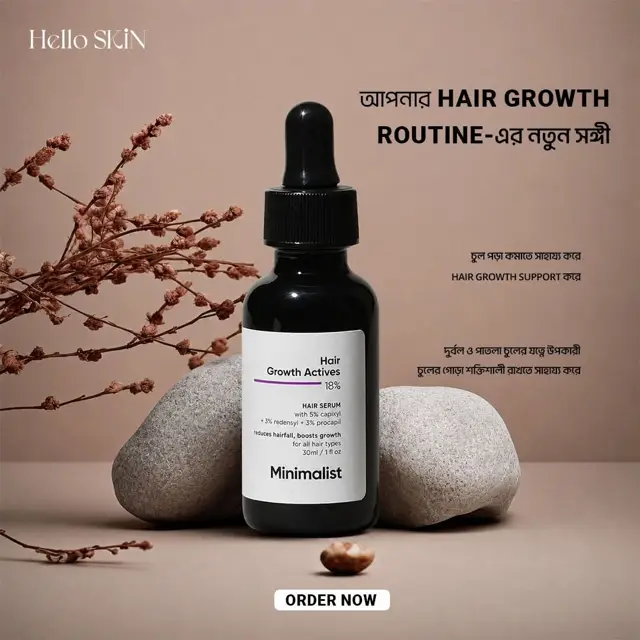 Hello SKiN
আপনার HAIR GROWTH
ROUTINE-এর নতুন সঙ্গী
চুল পড়া কমাতে সাহায্য করে
HAIR GROWTH SUPPORT করে
দুর্বল ও পাতলা চুলের যত্নে উপকারী
চুলের গোড়া শক্তিশালী রাখতে সাহায্য করে
Hair
Growth Actives
18%
HAIR SERUM
with 5% capixyl
+ 3% redensyl + 3% procapil
reduces hairfall, boosts growth
for all hair types
30ml / 1 fl oz
Minimalist
ORDER NOW